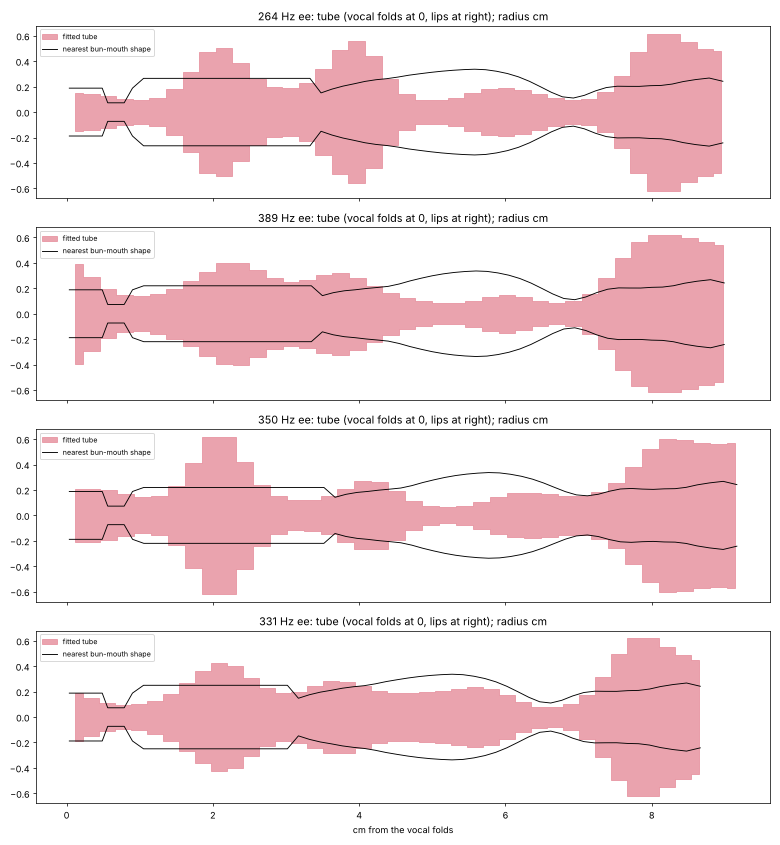 264 Hz ee: tube (vocal folds at 0, lips at right); radius cm
fitted tube
nearest bun-mouth shape
0.6
0.4
0.2
0.0
−0.2
−0.4
−0.6
389 Hz ee: tube (vocal folds at 0, lips at right); radius cm
fitted tube
nearest bun-mouth shape
0.6
0.4
0.2
0.0
−0.2
−0.4
−0.6
350 Hz ee: tube (vocal folds at 0, lips at right); radius cm
fitted tube
nearest bun-mouth shape
0.6
0.4
0.2
0.0
−0.2
−0.4
−0.6
331 Hz ee: tube (vocal folds at 0, lips at right); radius cm
fitted tube
nearest bun-mouth shape
0.6
0.4
0.2
0.0
−0.2
−0.4
−0.6
0 2 4 6 8
cm from the vocal folds